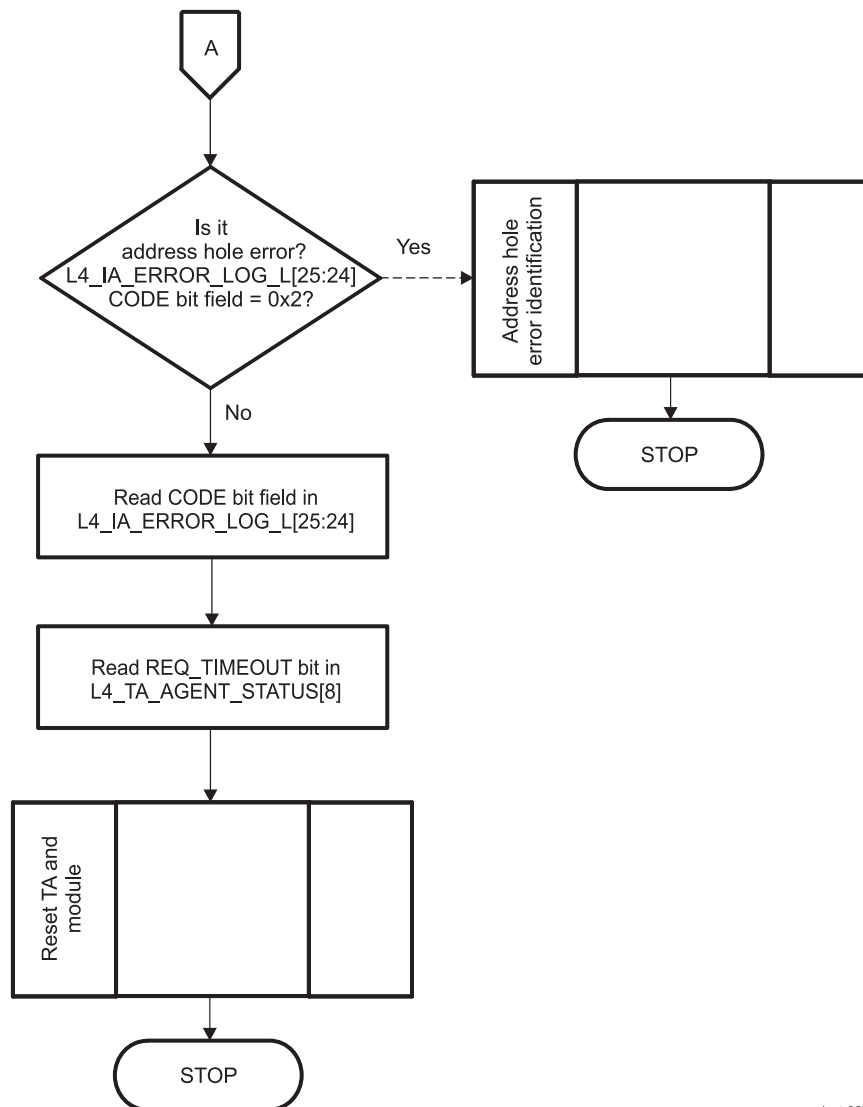 A
Is it
address hole error?
L4_IA_ERROR_LOG_L[25:24]
CODE bit field = 0x2?
Yes
Address hole
error identification
No
STOP
Read CODE bit field in
L4_IA_ERROR_LOG_L[25:24]
Read REQ_TIMEOUT bit in
L4_TA_AGENT_STATUS[8]
Reset TA and
module
STOP